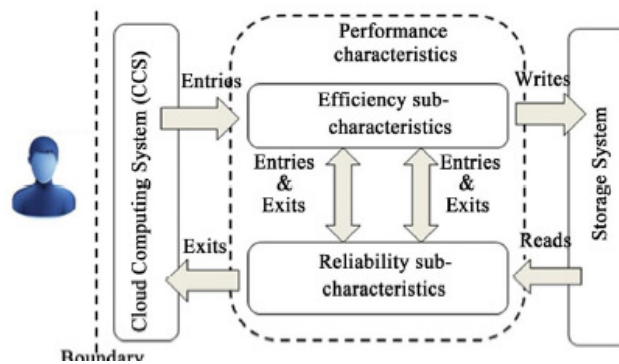 Performance
characteristics
Cloud Computing System (CCS)
Entries
Efficiency sub-
characteristics
Writes
Storage System
Entries
&
Exits
Entries
&
Exits
Exits
Reliability sub-
characteristics
Reads
Boundary